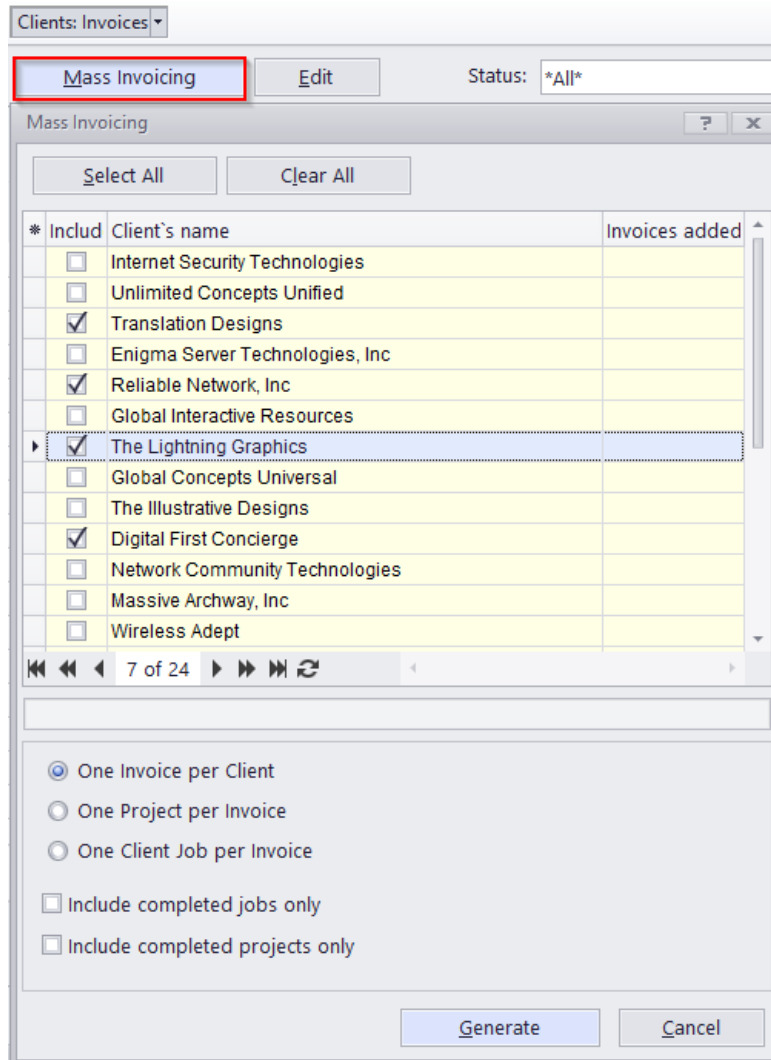 Clients: Invoices
Mass Invoicing Edit Status: *All*
Mass Invoicing ? x
Select All Clear All
* Includ Client`s name Invoices added
Internet Security Technologies
Unlimited Concepts Unified
Translation Designs
Enigma Server Technologies, Inc
Reliable Network, Inc
Global Interactive Resources
The Lightning Graphics
Global Concepts Universal
The Illustrative Designs
Digital First Concierge
Network Community Technologies
Massive Archway, Inc
Wireless Adept
7 of 24
One Invoice per Client
One Project per Invoice
One Client Job per Invoice
Include completed jobs only
Include completed projects only
Generate Cancel